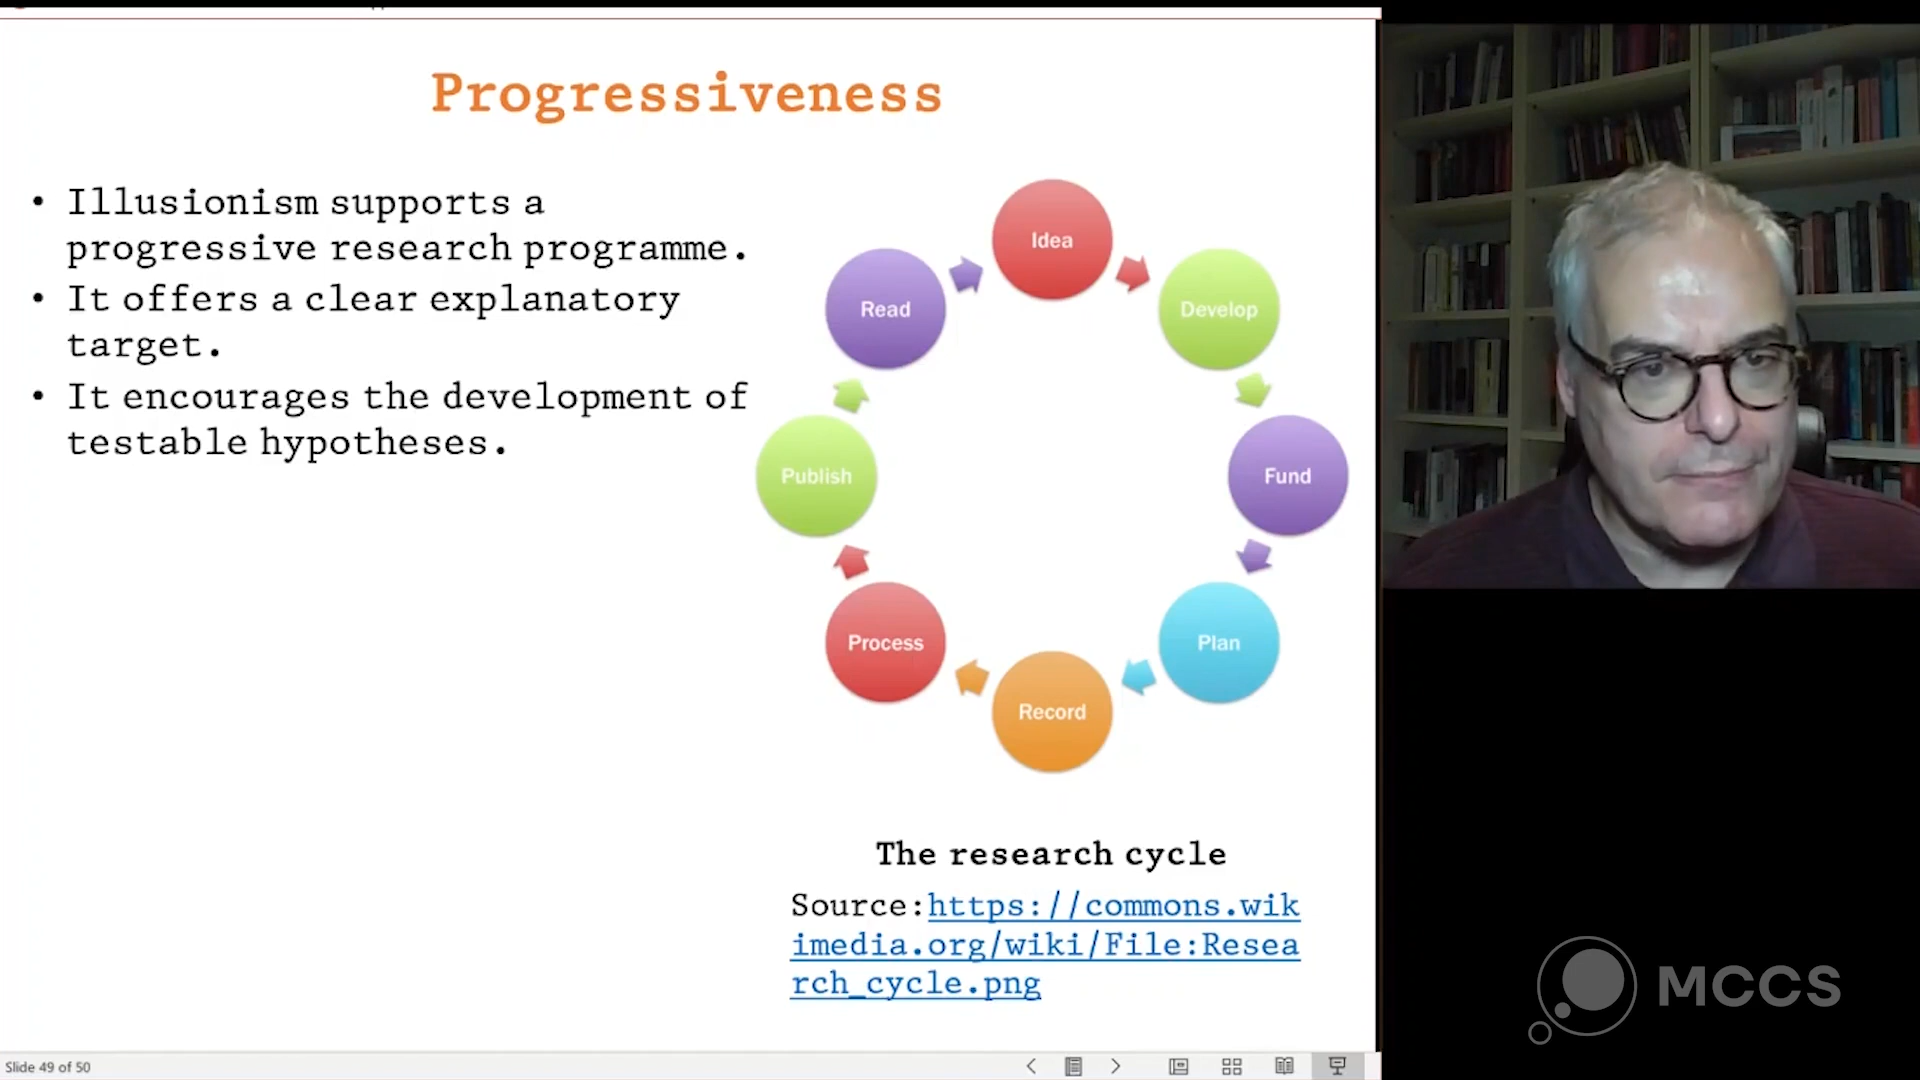 Progressiveness
• Illusionism supports a
progressive research programme.
• It offers a clear explanatory
target.
• It encourages the development of
testable hypotheses.
Idea
Develop
Fund
Plan
Record
Process
Publish
Read
The research cycle
Source:https://commons.wik
imedia.org/wiki/File:Resea
rch_cycle.png
Slide 49 of 50
MCCS